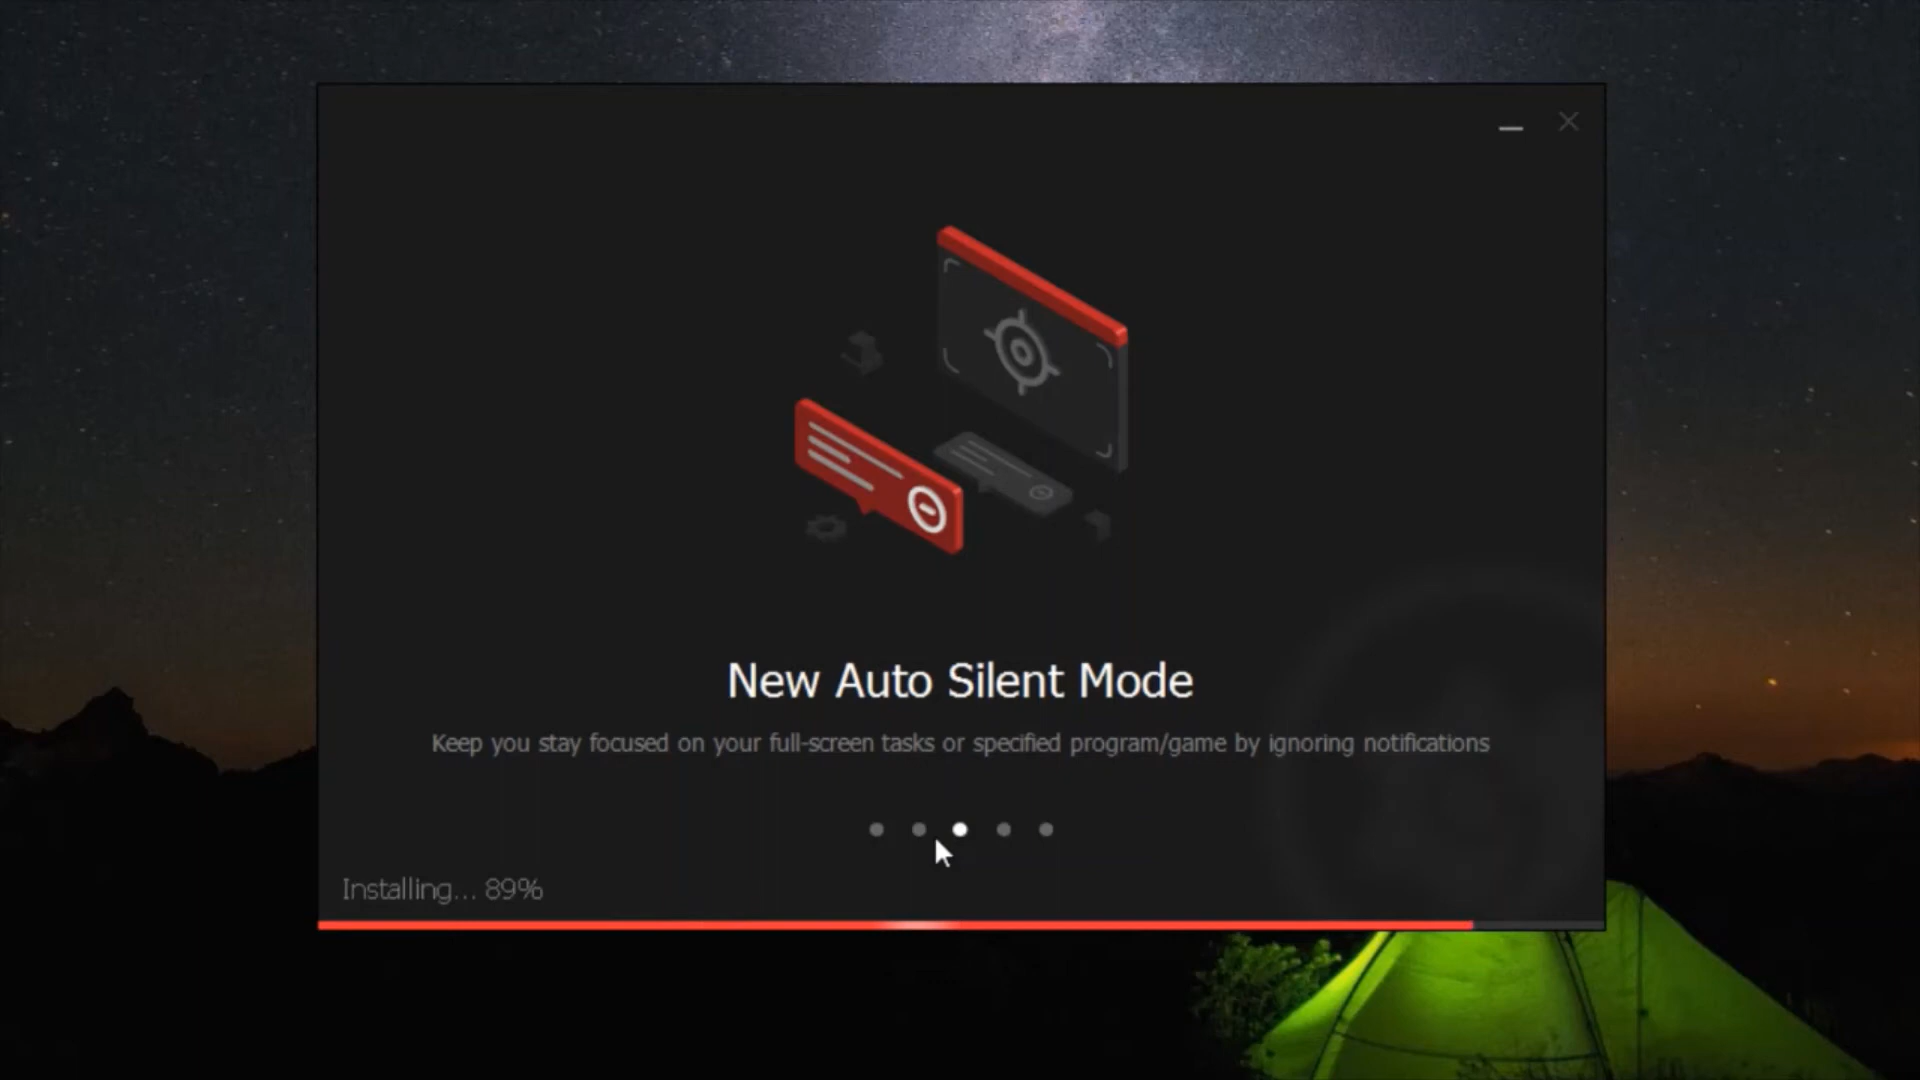 New Auto Silent Mode
Keep you stay focused on your full-screen tasks or specified program/game by ignoring notifications
Installing... 89%